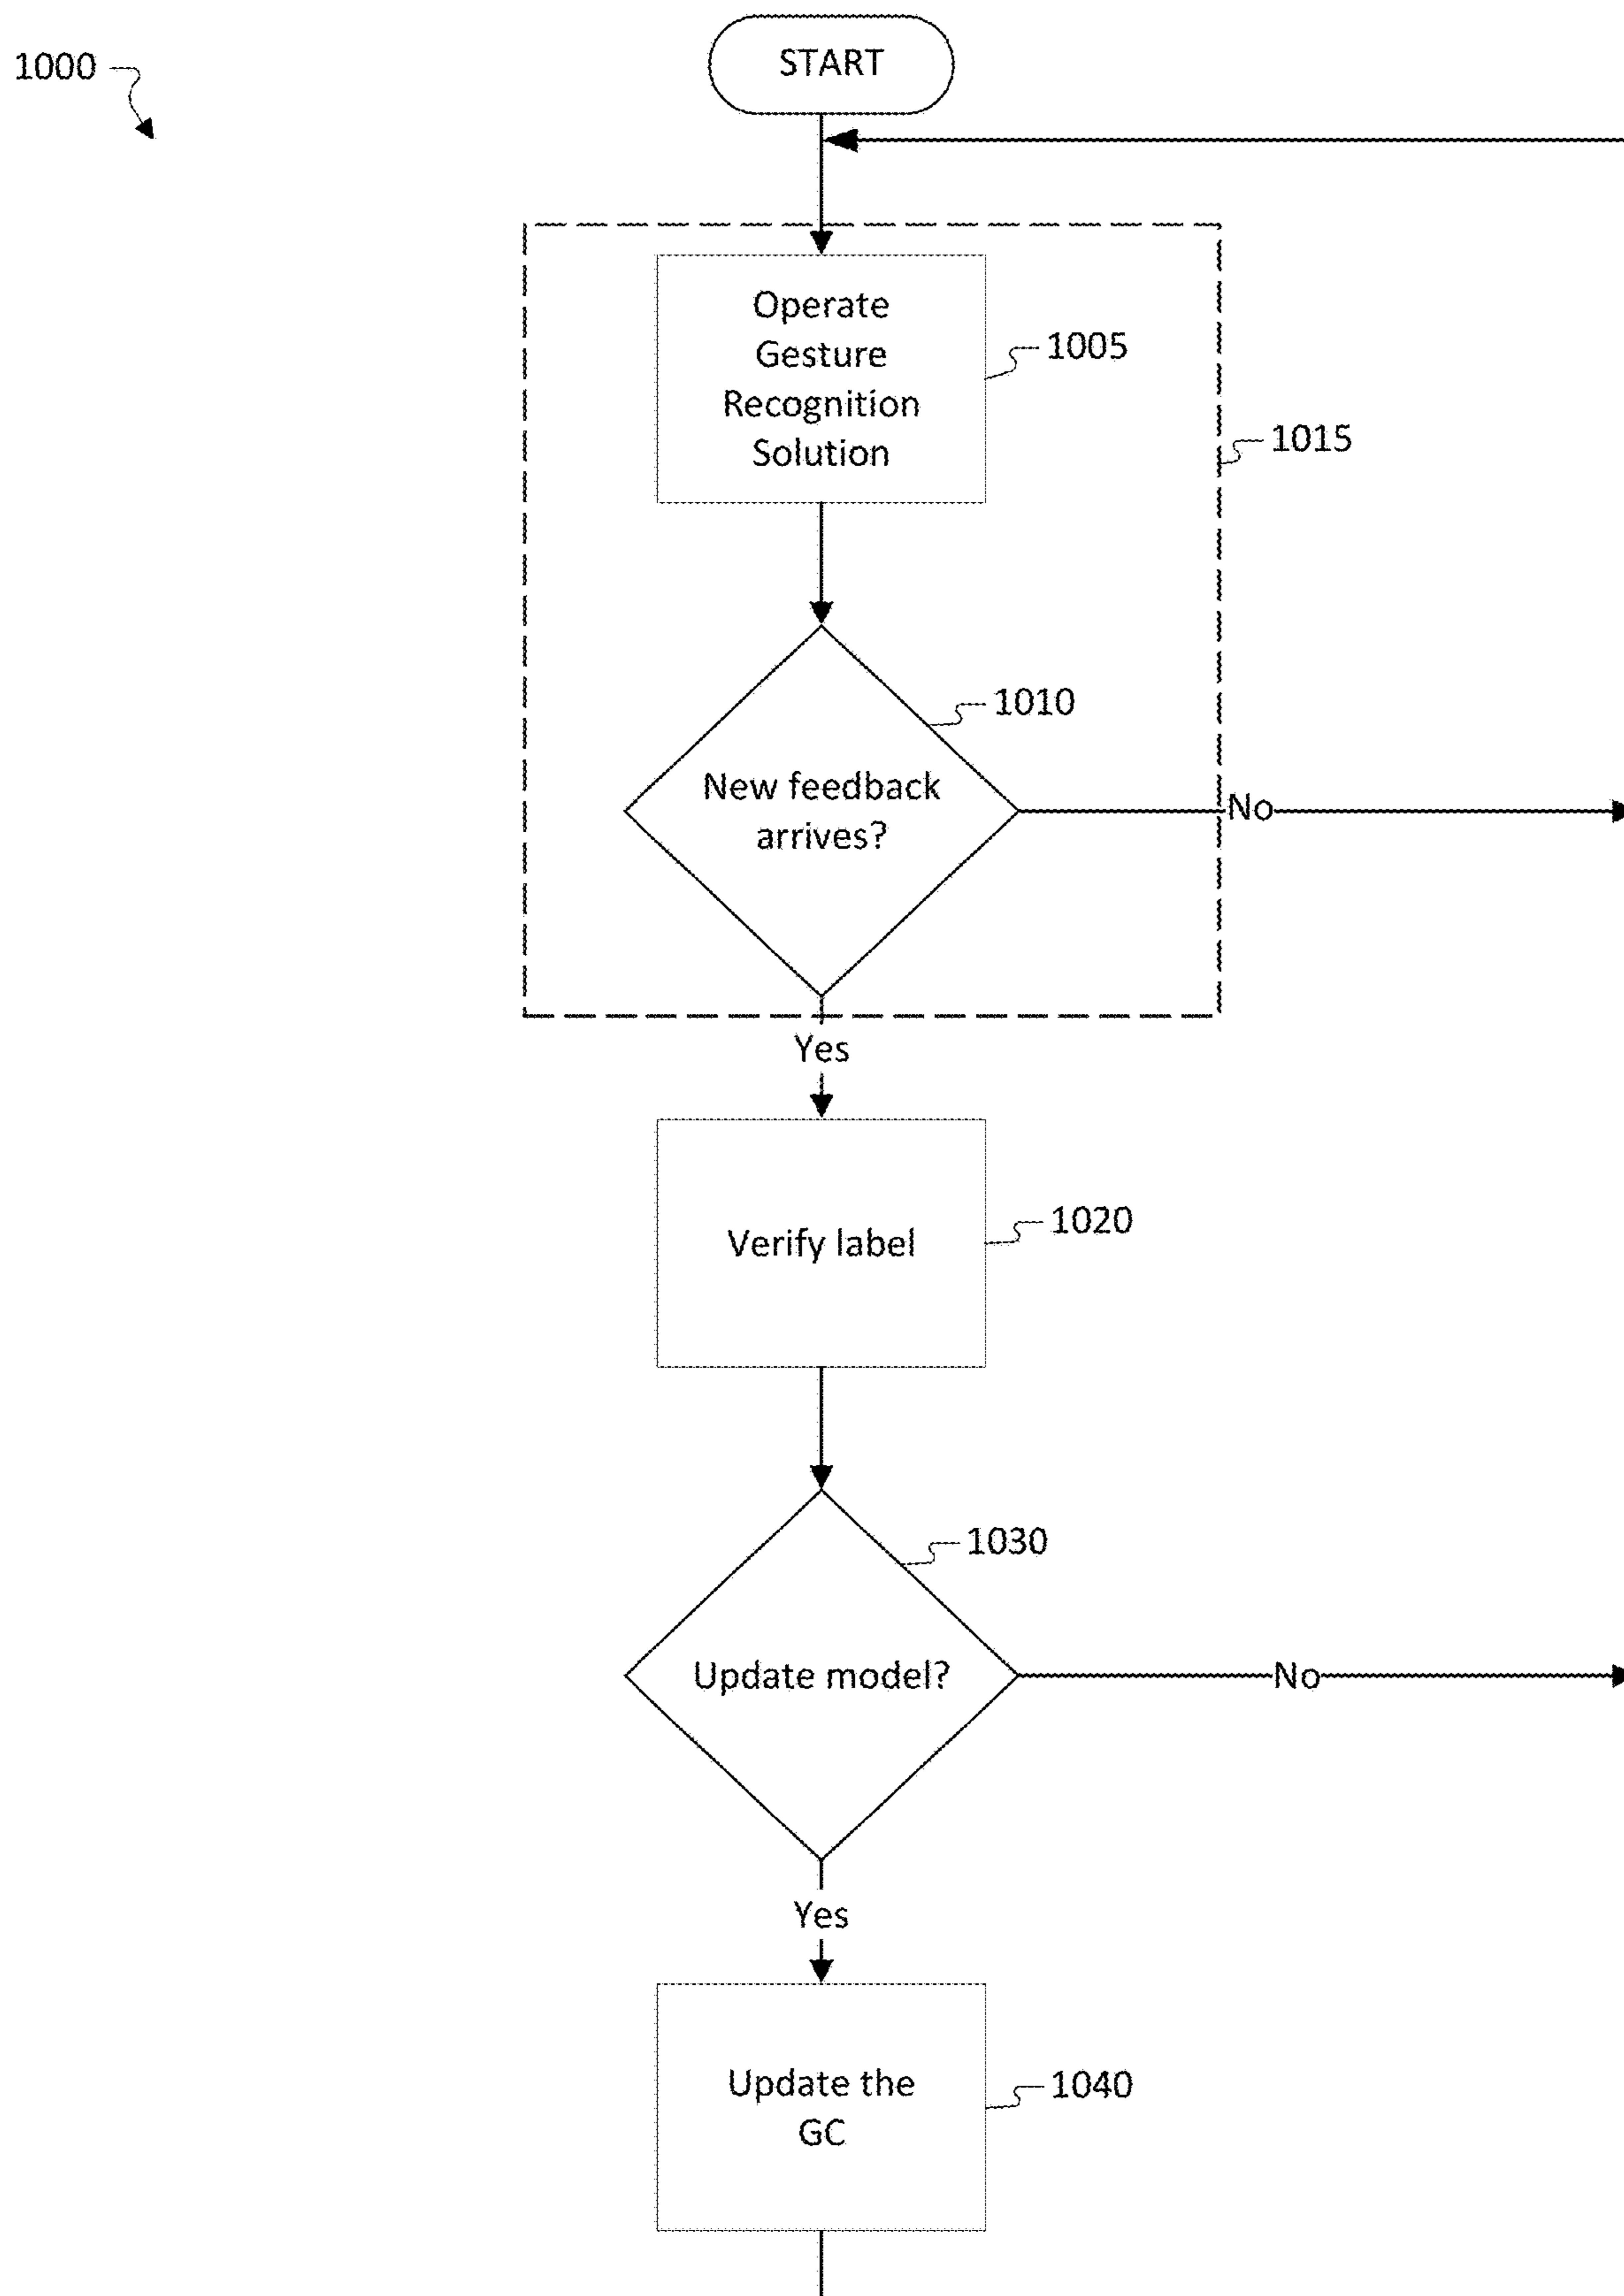 1000
START
Operate
Gesture
Recognition
Solution
1005
1015
1010
New feedback
arrives?
No
Yes
Verify label
1020
1030
Update model?
No
Yes
Update the
GC
1040